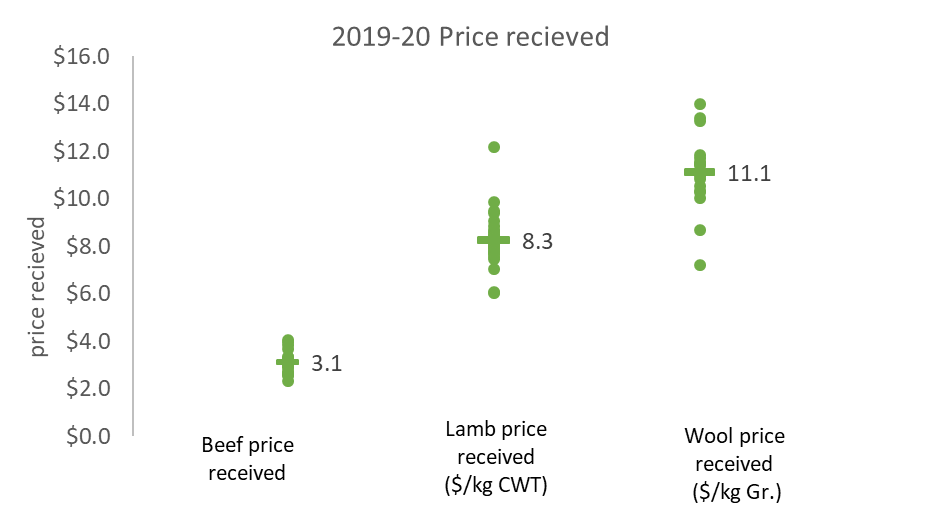 2019-20 Price recieved
$16.0
$14.0
$12.0
$10.0
$8.0
$6.0
$4.0
$2.0
$0.0
price recieved
3.1
8.3
11.1
Beef price
received
Lamb price
received
($/kg CWT)
Wool price
received
($/kg Gr.)